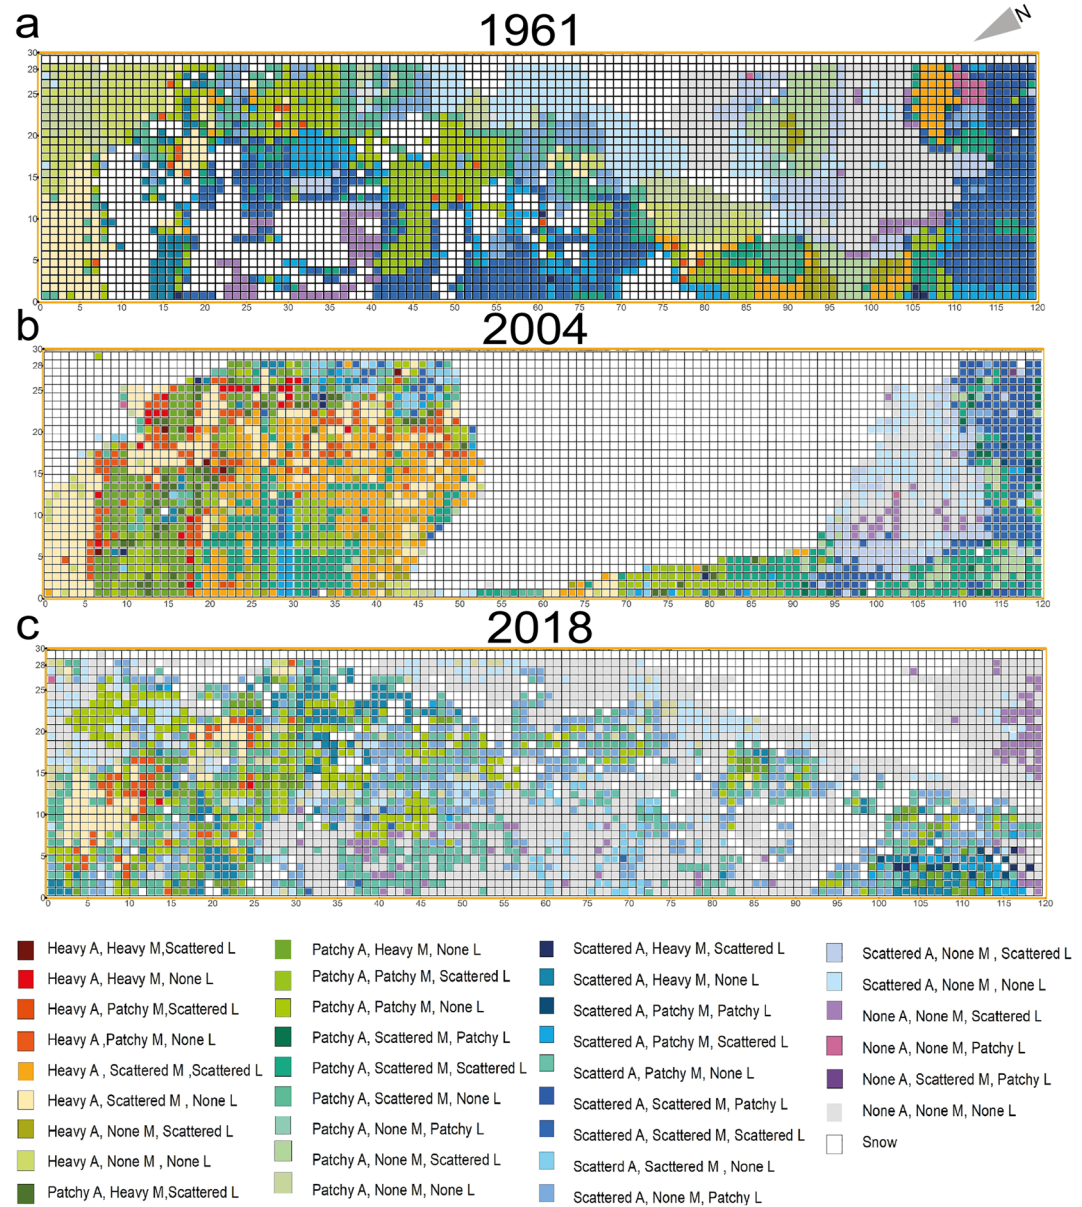 a
1961
N
30
28
25
20
15
10
5
0
0 5 10 15 20 25 30 35 40 45 50 55 60 65 70 75 80 85 90 95 100 105 110 115 120
b
2004
30
28
25
20
15
10
5
0
0 5 10 15 20 25 30 35 40 45 50 55 60 65 70 75 80 85 90 95 100 105 110 115 120
c
2018
30
28
25
20
15
10
5
0
0 5 10 15 20 25 30 35 40 45 50 55 60 65 70 75 80 85 90 95 100 105 110 115 120
Heavy A, Heavy M,Scattered L
Heavy A, Heavy M, None L
Heavy A, Patchy M,Scattered L
Heavy A ,Patchy M, None L
Heavy A , Scattered M ,Scattered L
Heavy A, Scattered M , None L
Heavy A, None M, Scattered L
Heavy A, None M , None L
Patchy A, Heavy M,Scattered L
Patchy A, Heavy M, None L
Patchy A, Patchy M, Scattered L
Patchy A, Patchy M, None L
Patchy A, Scattered M, Patchy L
Patchy A, Scattered M, Scattered L
Patchy A, Scattered M, None L
Patchy A, None M, Patchy L
Patchy A, None M, Scattered L
Patchy A, None M, None L
Scattered A, Heavy M, Scattered L
Scattered A, Heavy M, None L
Scattered A, Patchy M, Patchy L
Scattered A, Patchy M, Scattered L
Scatterd A, Patchy M, None L
Scattered A, Scattered M, Patchy L
Scattered A, Scattered M, Scattered L
Scatterd A, Sacttered M , None L
Scattered A, None M, Patchy L
Scattered A, None M , Scattered L
Scattered A, None M , None L
None A, None M, Scattered L
None A, None M, Patchy L
None A, Scattered M, Patchy L
None A, None M, None L
Snow